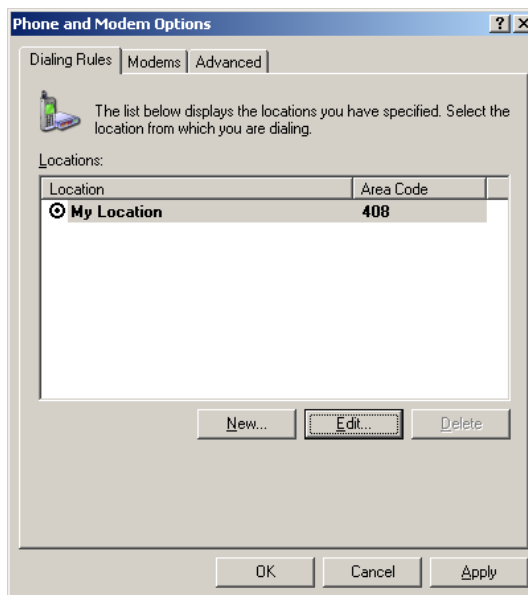 Phone and Modem Options
Dialing Rules Modems Advanced
The list below displays the locations you have specified. Select the
location from which you are dialing.
Locations:
Location Area Code
My Location 408
New... Edit... Delete
OK Cancel Apply